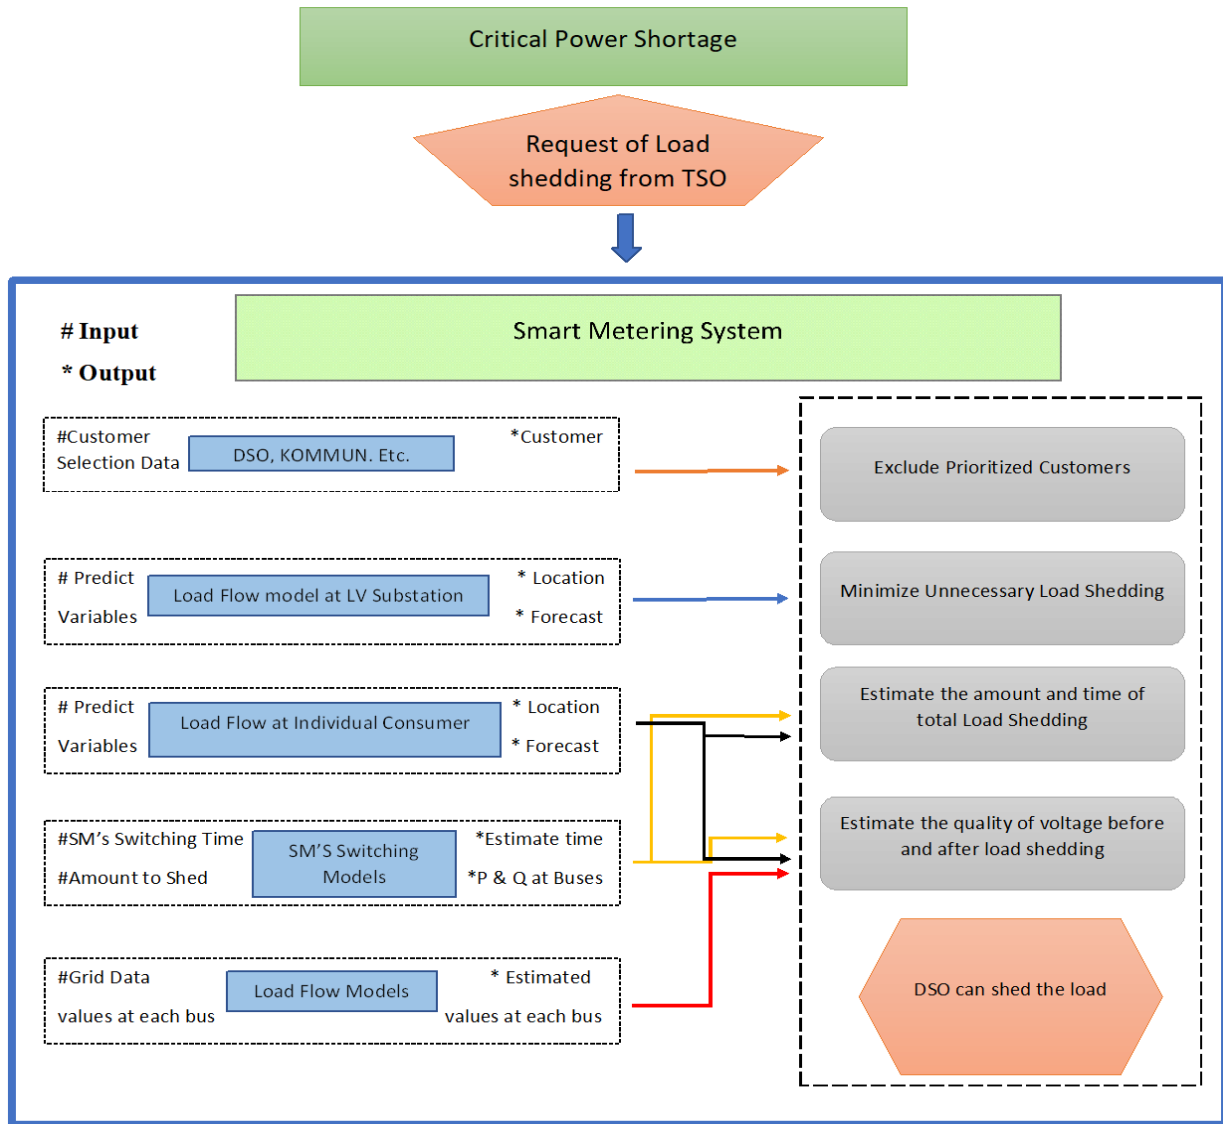 Critical Power Shortage
Request of Load
shedding from TSO
# Input
* Output
Smart Metering System
#Customer
Selection Data
DSO, KOMMUN. Etc.
*Customer
Exclude Prioritized Customers
# Predict
Variables
Load Flow model at LV Substation
* Location
* Forecast
Minimize Unnecessary Load Shedding
# Predict
Variables
Load Flow at Individual Consumer
* Location
* Forecast
Estimate the amount and time of
total Load Shedding
#SM’s Switching Time
#Amount to Shed
SM’S Switching
Models
*Estimate time
*P & Q at Buses
Estimate the quality of voltage before
and after load shedding
#Grid Data
values at each bus
Load Flow Models
* Estimated
values at each bus
DSO can shed the load